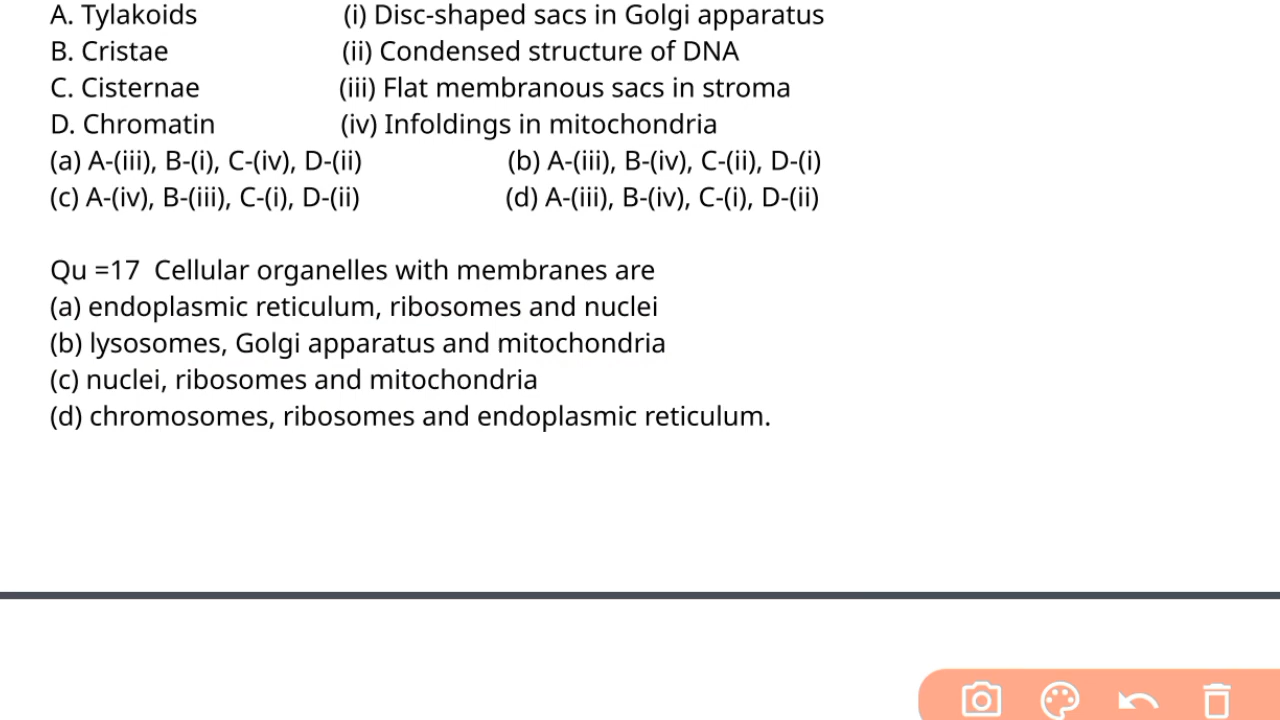 A. Tylakoids (i) Disc-shaped sacs in Golgi apparatus
B. Cristae (ii) Condensed structure of DNA
C. Cisternae (iii) Flat membranous sacs in stroma
D. Chromatin (iv) Infoldings in mitochondria
(a) A-(iii), B-(i), C-(iv), D-(ii) (b) A-(iii), B-(iv), C-(ii), D-(i)
(c) A-(iv), B-(iii), C-(i), D-(ii) (d) A-(iii), B-(iv), C-(i), D-(ii)
Qu =17 Cellular organelles with membranes are
(a) endoplasmic reticulum, ribosomes and nuclei
(b) lysosomes, Golgi apparatus and mitochondria
(c) nuclei, ribosomes and mitochondria
(d) chromosomes, ribosomes and endoplasmic reticulum.